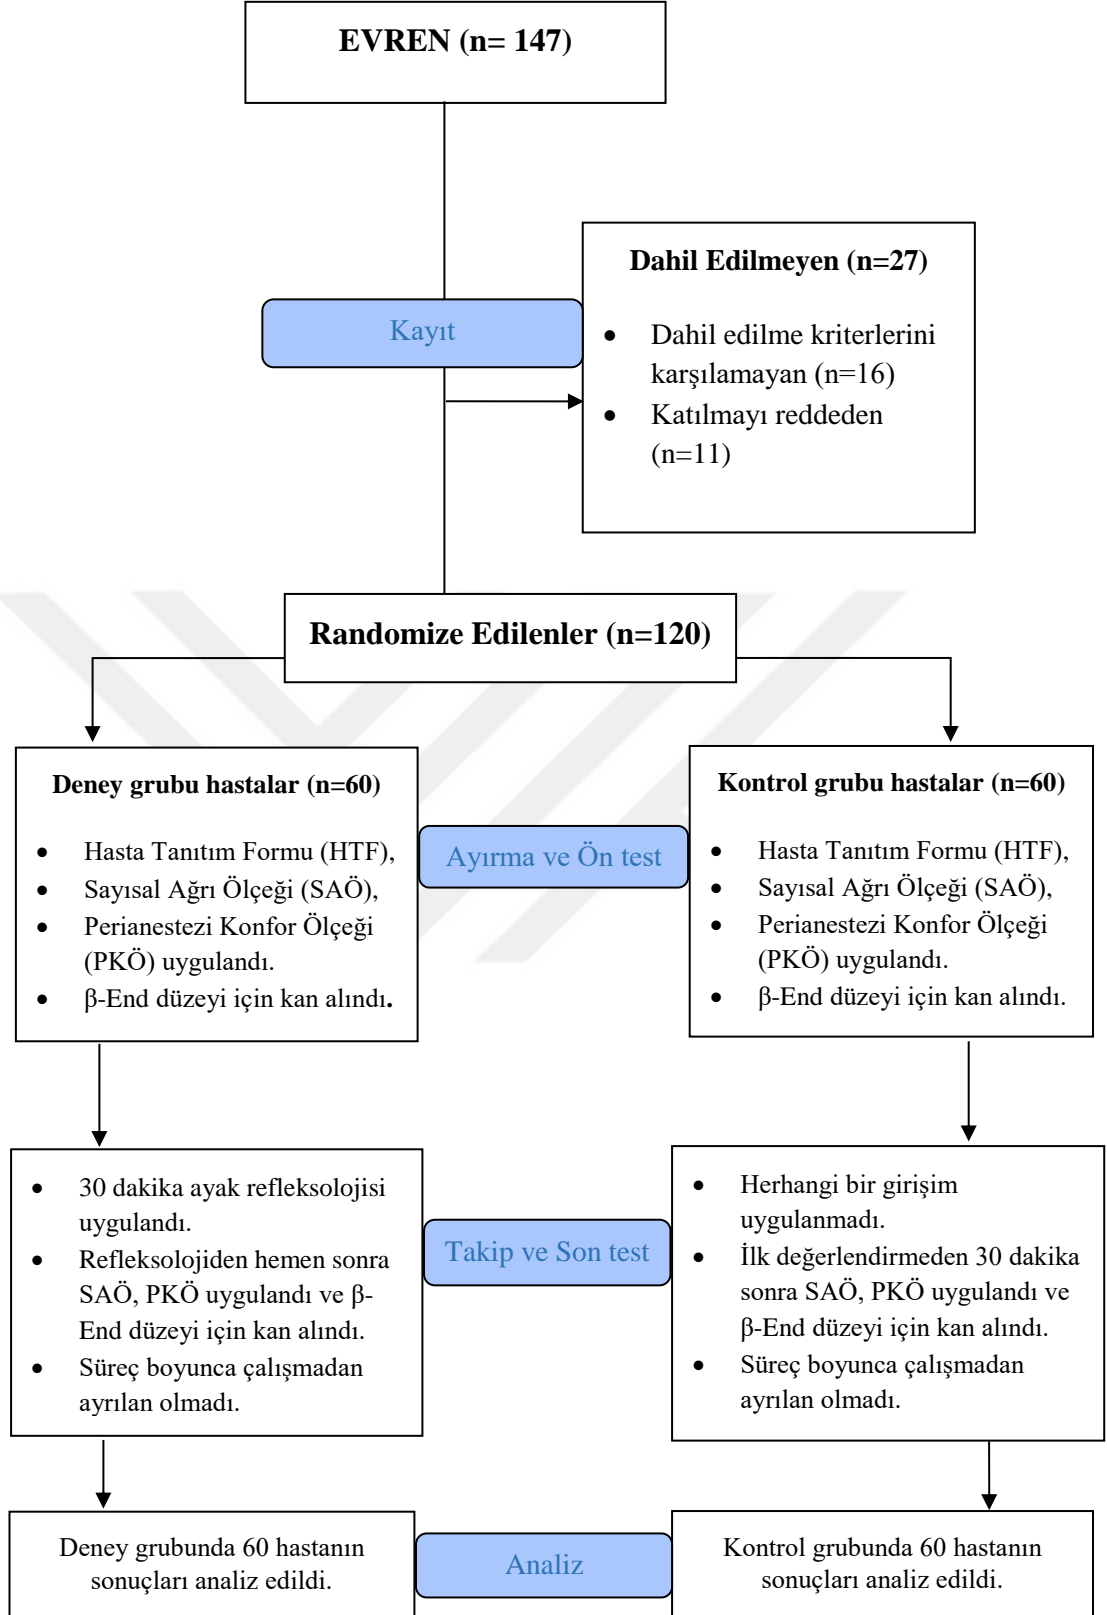 EVREN (n= 147)
Dahil Edilmeyen (n=27)
• Dahil edilme kriterlerini
karşılamayan (n=16)
• Katılmayı reddeden
(n=11)
Kayıt
Randomize Edilenler (n=120)
Deney grubu hastalar (n=60)
• Hasta Tanıtım Formu (HTF),
• Sayısal Ağrı Ölçeği (SAÖ),
• Perianestezi Konfor Ölçeği
(PKÖ) uygulandı.
• β-End düzeyi için kan alındı.
Ayırma ve Ön test
Kontrol grubu hastalar (n=60)
• Hasta Tanıtım Formu (HTF),
• Sayısal Ağrı Ölçeği (SAÖ),
• Perianestezi Konfor Ölçeği
(PKÖ) uygulandı.
• β-End düzeyi için kan alındı.
• 30 dakika ayak refleksolojisi
uygulandı.
• Refleksolojiden hemen sonra
SAÖ, PKÖ uygulandı ve β-
End düzeyi için kan alındı.
• Süreç boyunca çalışmadan
ayrılan olmadı.
Takip ve Son test
• Herhangi bir girişim
uygulanmadı.
• İlk değerlendirmeden 30 dakika
sonra SAÖ, PKÖ uygulandı ve
β-End düzeyi için kan alındı.
• Süreç boyunca çalışmadan
ayrılan olmadı.
Deney grubunda 60 hastanın
sonuçları analiz edildi.
Analiz
Kontrol grubunda 60 hastanın
sonuçları analiz edildi.